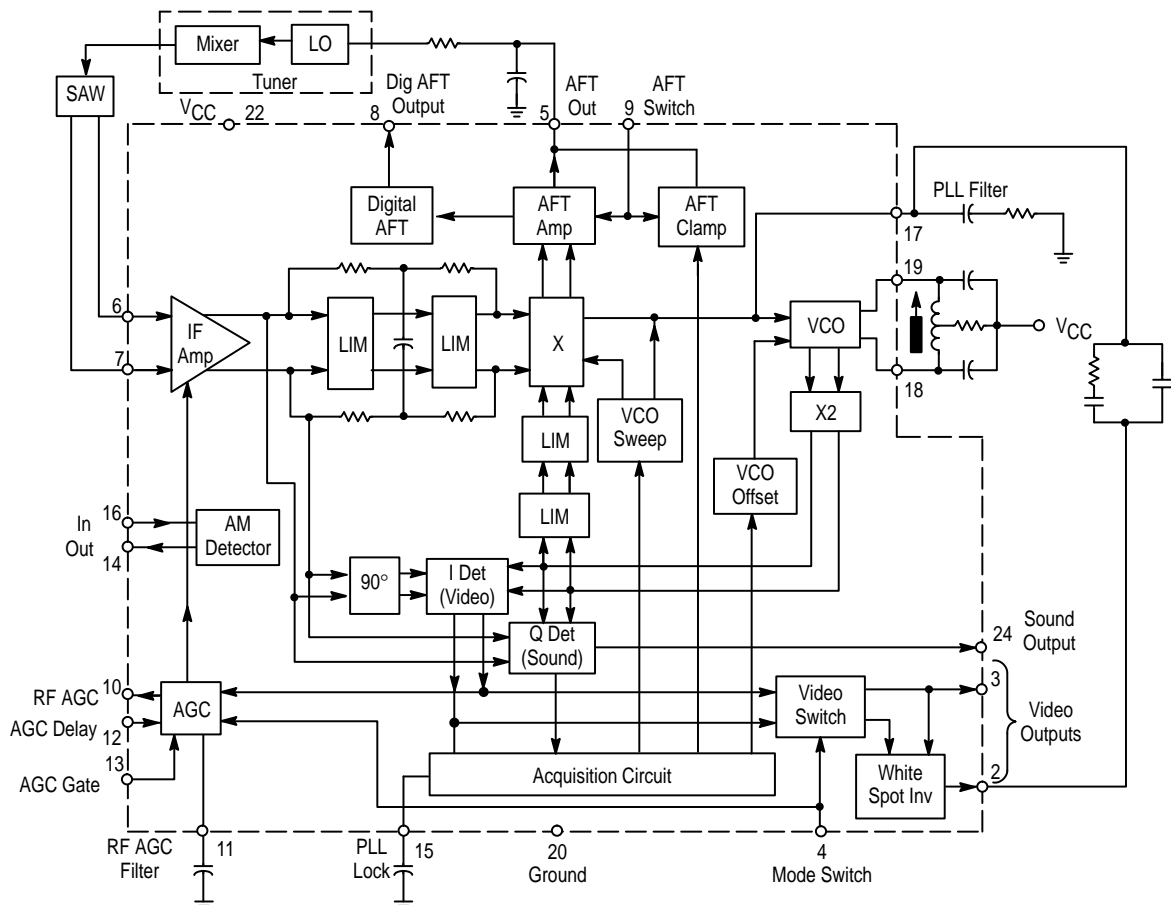 Mixer
LO
Tuner
SAW
VCC
22
Dig AFT
Output
8
AFT
Out
5
AFT
Switch
9
Digital
AFT
AFT
Amp
AFT
Clamp
PLL Filter
17
19
18
VCC
6
7
IF
Amp
LIM
LIM
X
VCO
X2
LIM
VCO
Sweep
LIM
VCO
Offset
16
In
Out
14
AM
Detector
90°
I Det
(Video)
Q Det
(Sound)
24
Sound
Output
10
RF AGC
AGC
AGC Delay
12
13
AGC Gate
Video
Switch
3
Video
Outputs
2
Acquisition Circuit
White
Spot Inv
RF AGC
Filter
11
PLL
Lock
15
20
Ground
4
Mode Switch